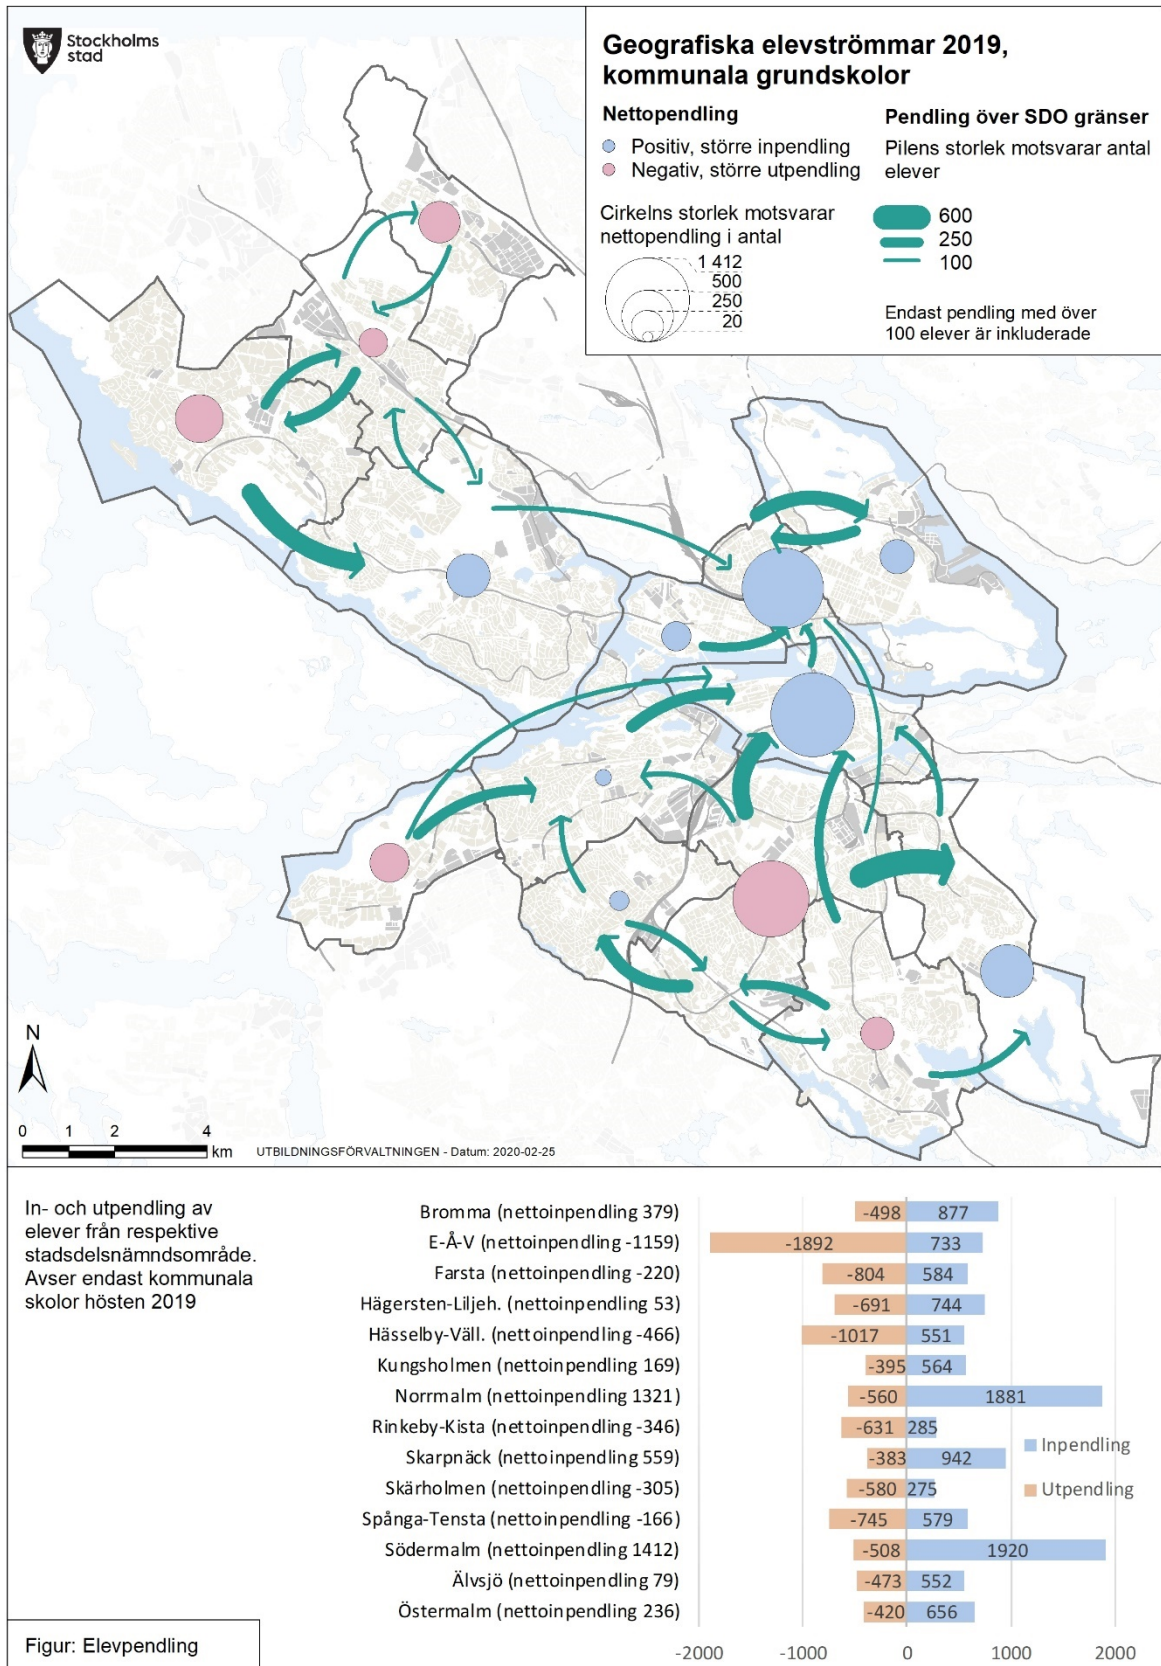 Stockholms
stad
Geografiska elevströmmar 2019,
kommunala grundskolor
Nettopendling
Positiv, större inpendling
Negativ, större utpendling
Cirkelns storlek motsvarar
nettopendling i antal
1 412
500
250
20
Pendling över SDO gränser
Pilens storlek motsvarar antal
elever
600
250
100
Endast pendling med över
100 elever är inkluderade
N
0 1 2 4
km
UTBILDNINGSFÖRVALTNINGEN - Datum: 2020-02-25
In- och utpendling av
elever från respektive
stadsdelsnämndsområde.
Avser endast kommunala
skolor hösten 2019
Bromma (nettoinpendling 379) -498 877
E-Å-V (nettoinpendling -1159) -1892 733
Farsta (nettoinpendling -220) -804 584
Hägersten-Liljeh. (nettoinpendling 53) -691 744
Hässelby-Väll. (nettoinpendling -466) -1017 551
Kungsholmen (nettoinpendling 169) -395 564
Norrmalm (nettoinpendling 1321) -560 1881
Rinkeby-Kista (nettoinpendling -346) -631 285
Skarpnäck (nettoinpendling 559) -383 942
Skärholmen (nettoinpendling -305) -580 275
Spånga-Tensta (nettoinpendling -166) -745 579
Södermalm (nettoinpendling 1412) -508 1920
Älvsjö (nettoinpendling 79) -473 552
Östermalm (nettoinpendling 236) -420 656
Inpendling
Utpendling
-2000 -1000 0 1000 2000
Figur: Elevpendling